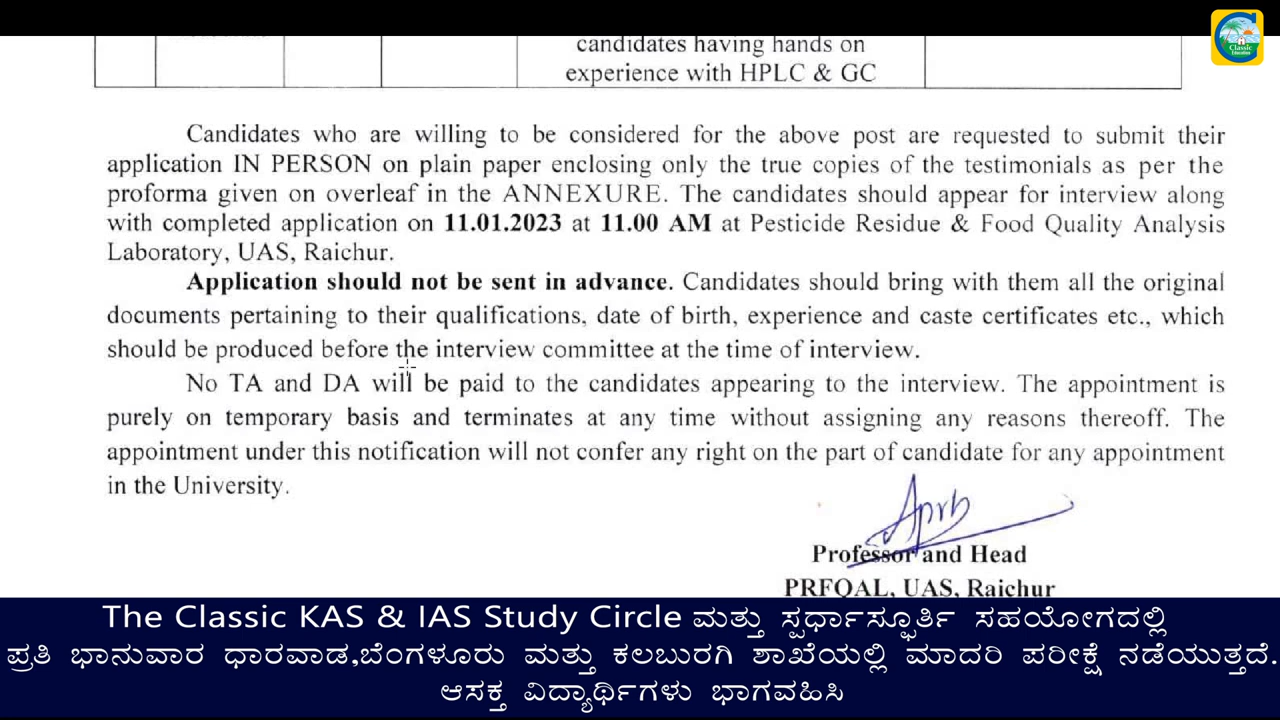 candidates having hands on
experience with HPLC & GC
Classic
Education
Candidates who are willing to be considered for the above post are requested to submit their
application IN PERSON on plain paper enclosing only the true copies of the testimonials as per the
proforma given on overleaf in the ANNEXURE. The candidates should appear for interview along
with completed application on 11.01.2023 at 11.00 AM at Pesticide Residue & Food Quality Analysis
Laboratory, UAS, Raichur.
Application should not be sent in advance. Candidates should bring with them all the original
documents pertaining to their qualifications, date of birth, experience and caste certificates etc., which
should be produced before the interview committee at the time of interview.
No TA and DA will be paid to the candidates appearing to the interview. The appointment is
purely on temporary basis and terminates at any time without assigning any reasons thereoff. The
appointment under this notification will not confer any right on the part of candidate for any appointment
in the University.
Professor and Head
PRFQAL, UAS, Raichur
The Classic KAS & IAS Study Circle ಮತ್ತು ಸ್ಪರ್ಧಾಸ್ಫೂರ್ತಿ ಸಹಯೋಗದಲ್ಲಿ
ಪ್ರತಿ ಭಾನುವಾರ ಧಾರವಾಡ,ಬೆಂಗಳೂರು ಮತ್ತು ಕಲಬುರಗಿ ಶಾಖೆಯಲ್ಲಿ ಮಾದರಿ ಪರೀಕ್ಷೆ ನಡೆಯುತ್ತದೆ.
ಆಸಕ್ತ ವಿದ್ಯಾರ್ಥಿಗಳು ಭಾಗವಹಿಸಿ